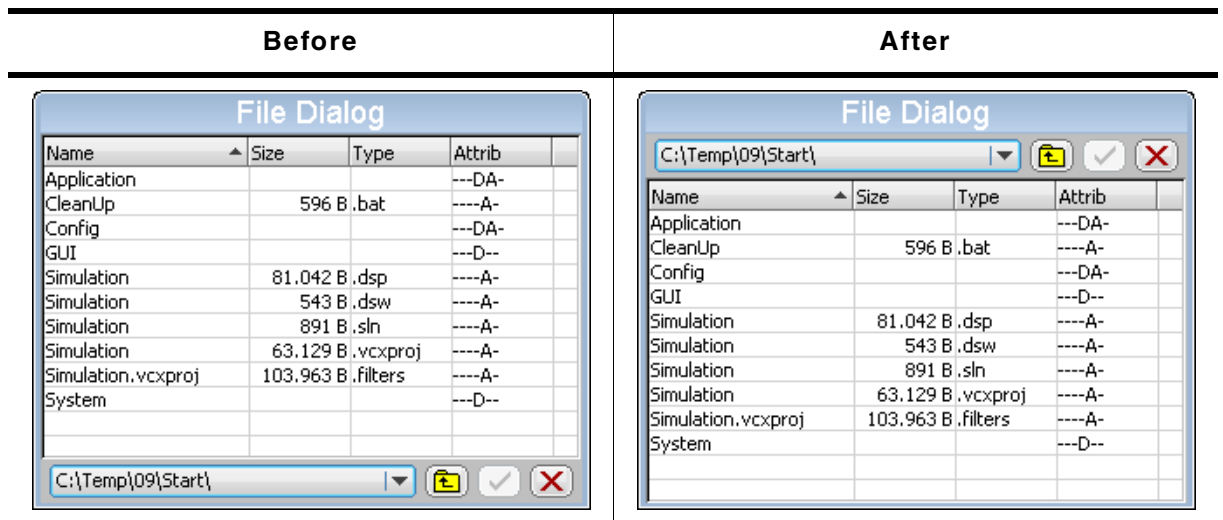 Before After
File Dialog
Name Size Type Attrib
Application ---DA-
CleanUp 596 B .bat ----A-
Config ---DA-
GUI ---D--
Simulation 81.042 B .dsp ----A-
Simulation 543 B .dsw ----A-
Simulation 891 B .sln ----A-
Simulation 63.129 B .vcxproj ----A-
Simulation.vcxproj 103.963 B .filters ----A-
System ---D--
C:\Temp\09\Start\
File Dialog
C:\Temp\09\Start\
Name Size Type Attrib
Application ---DA-
CleanUp 596 B .bat ----A-
Config ---DA-
GUI ---D--
Simulation 81.042 B .dsp ----A-
Simulation 543 B .dsw ----A-
Simulation 891 B .sln ----A-
Simulation 63.129 B .vcxproj ----A-
Simulation.vcxproj 103.963 B .filters ----A-
System ---D--